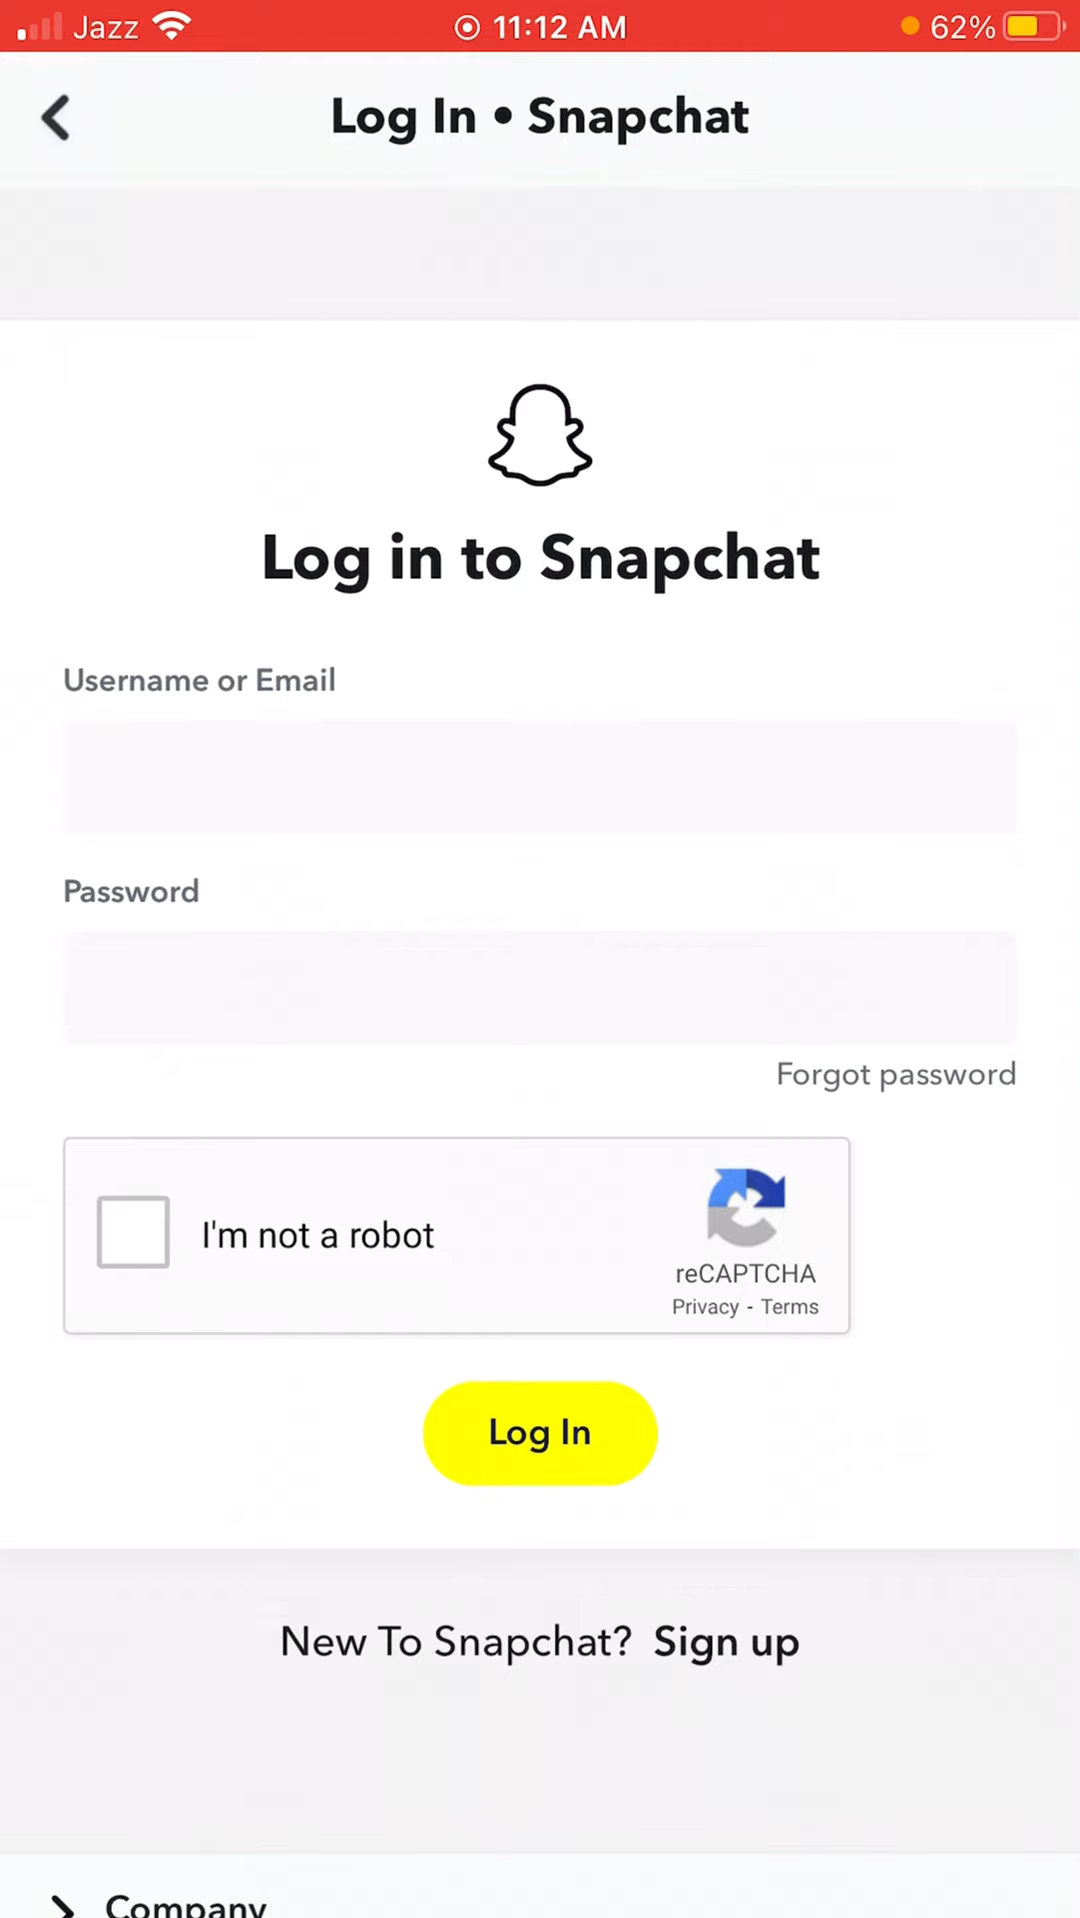 Jazz 11:12 AM 62%
Log In • Snapchat
Log in to Snapchat
Username or Email
Password
Forgot password
I'm not a robot
reCAPTCHA
Privacy - Terms
Log In
New To Snapchat? Sign up
Company